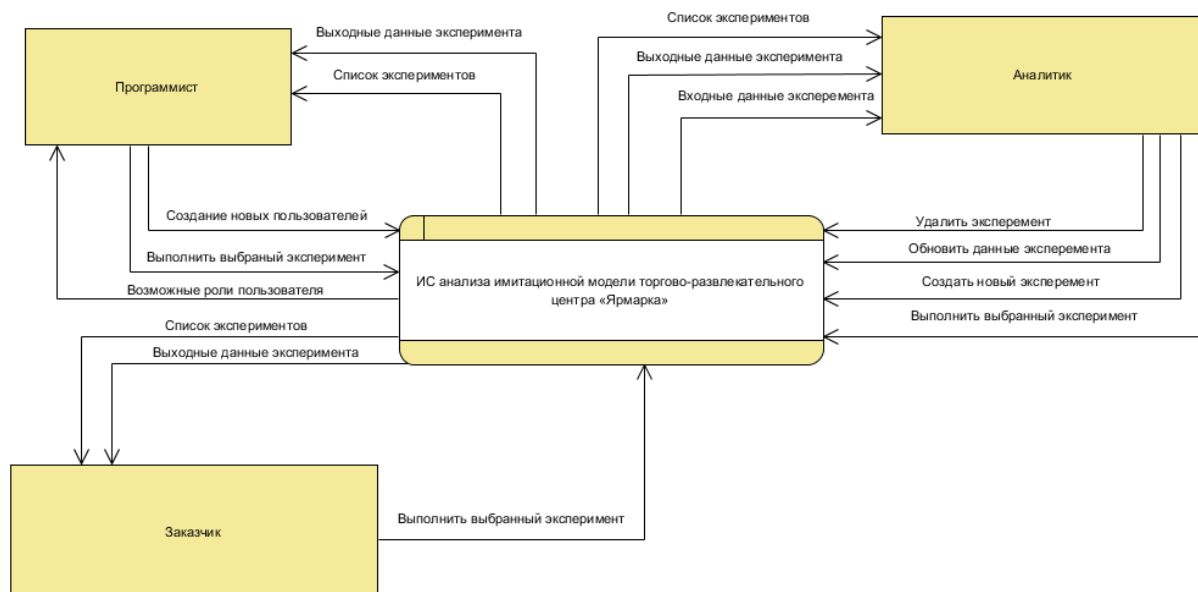 Список экспериментов
Выходные данные эксперимента
Программист
Выходные данные эксперимента
Аналитик
Список экспериментов
Входные данные эксперемента
Создание новых пользователей
Удалить эксперемент
Выполнить выбраный эксперимент
Обновить данные эксперемента
Возможные роли пользователя
ИС анализа имитационной модели торгово-развлекательного
центра «Ярмарка»
Создать новый эксперемент
Список экспериментов
Выполнить выбранный эксперимент
Выходные данные эксперимента
Заказчик
Выполнить выбранный эксперимент